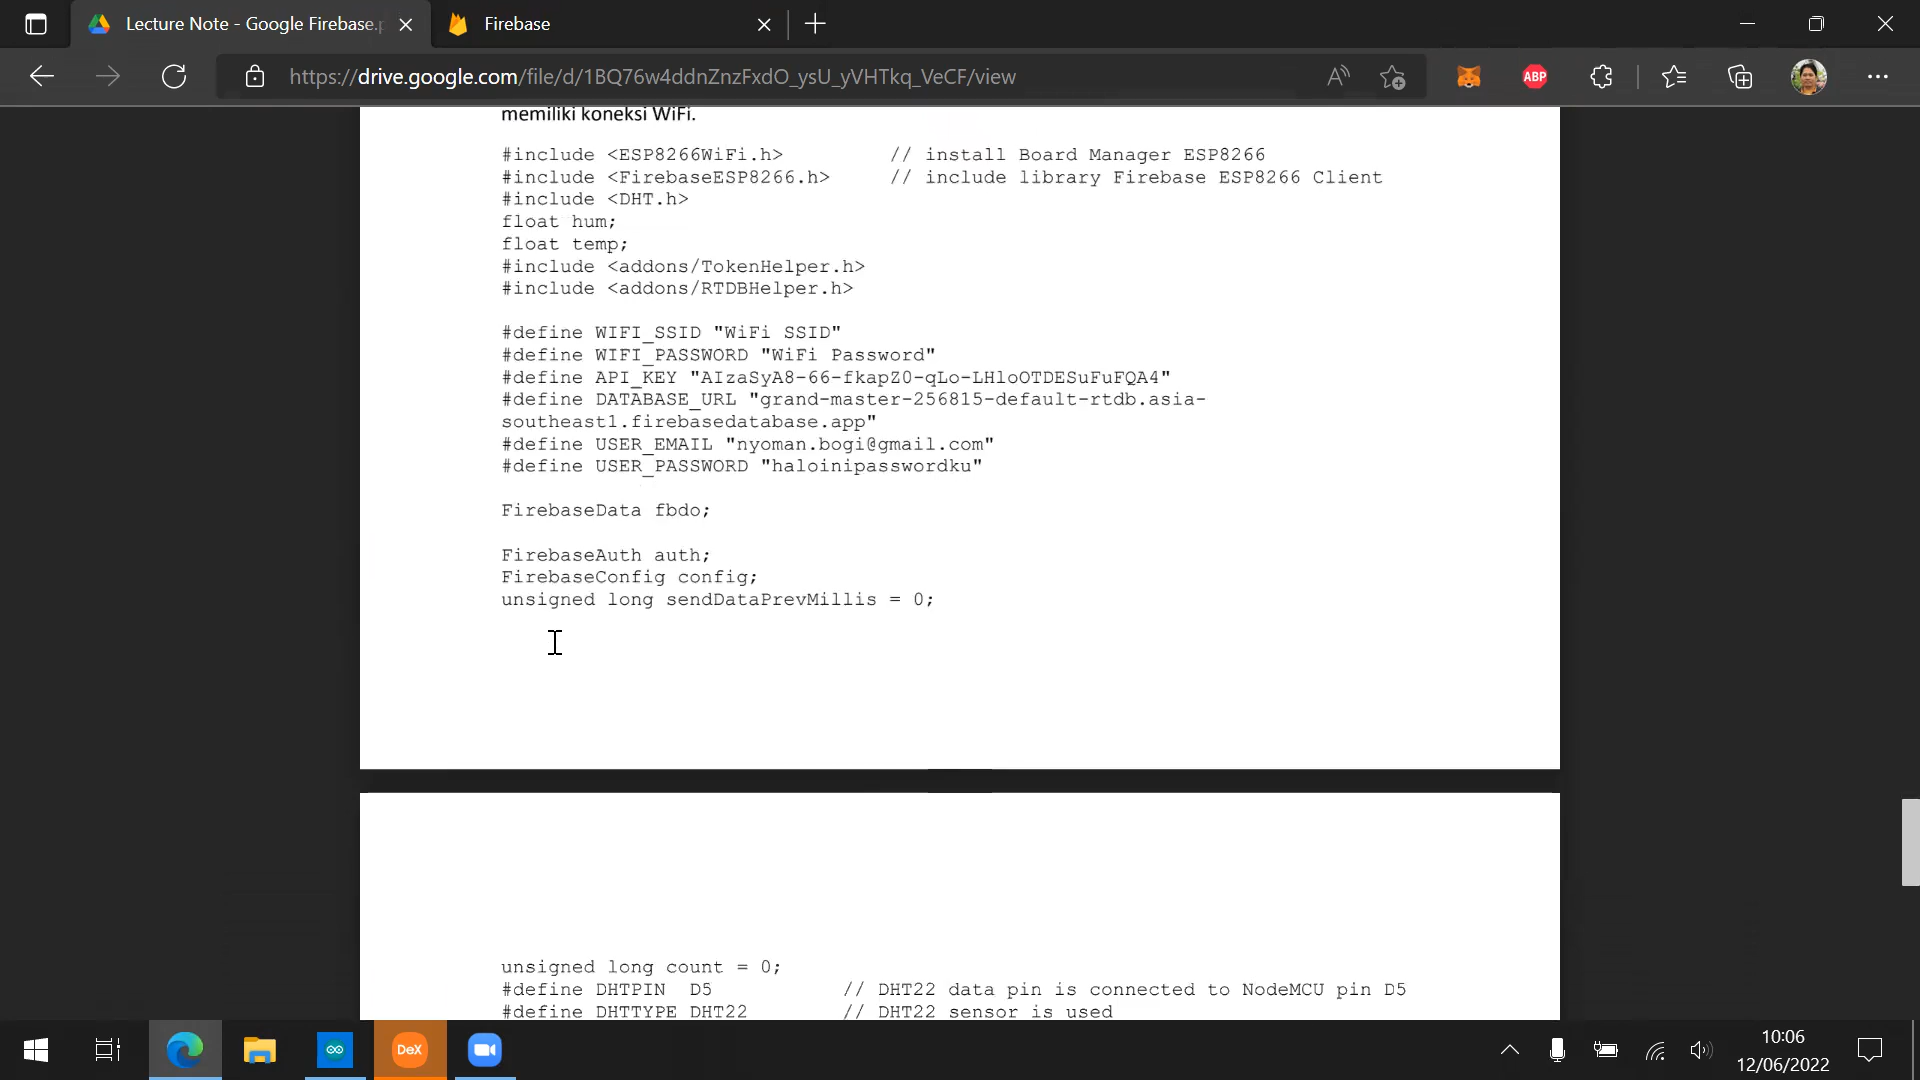 Lecture Note - Google Firebase.p
Firebase
https://drive.google.com/file/d/1BQ76w4ddnZnzFxdO_ysU_yVHTkq_VeCF/view
ABP
memiliki koneksi WiFi.
#include <ESP8266WiFi.h> // install Board Manager ESP8266
#include <FirebaseESP8266.h> // include library Firebase ESP8266 Client
#include <DHT.h>
float hum;
float temp;
#include <addons/TokenHelper.h>
#include <addons/RTDBHelper.h>
#define WIFI_SSID "WiFi SSID"
#define WIFI_PASSWORD "WiFi Password"
#define API_KEY "AIzaSyA8-66-fkapZ0-qLo-LHloOTDESuFuFQA4"
#define DATABASE_URL "grand-master-256815-default-rtdb.asia-
southeast1.firebasedatabase.app"
#define USER_EMAIL "nyoman.bogi@gmail.com"
#define USER_PASSWORD "haloinipasswordku"
FirebaseData fbdo;
FirebaseAuth auth;
FirebaseConfig config;
unsigned long sendDataPrevMillis = 0;
unsigned long count = 0;
#define DHTPIN D5 // DHT22 data pin is connected to NodeMCU pin D5
#define DHTTYPE DHT22 // DHT22 sensor is used
DeX
10:06
12/06/2022